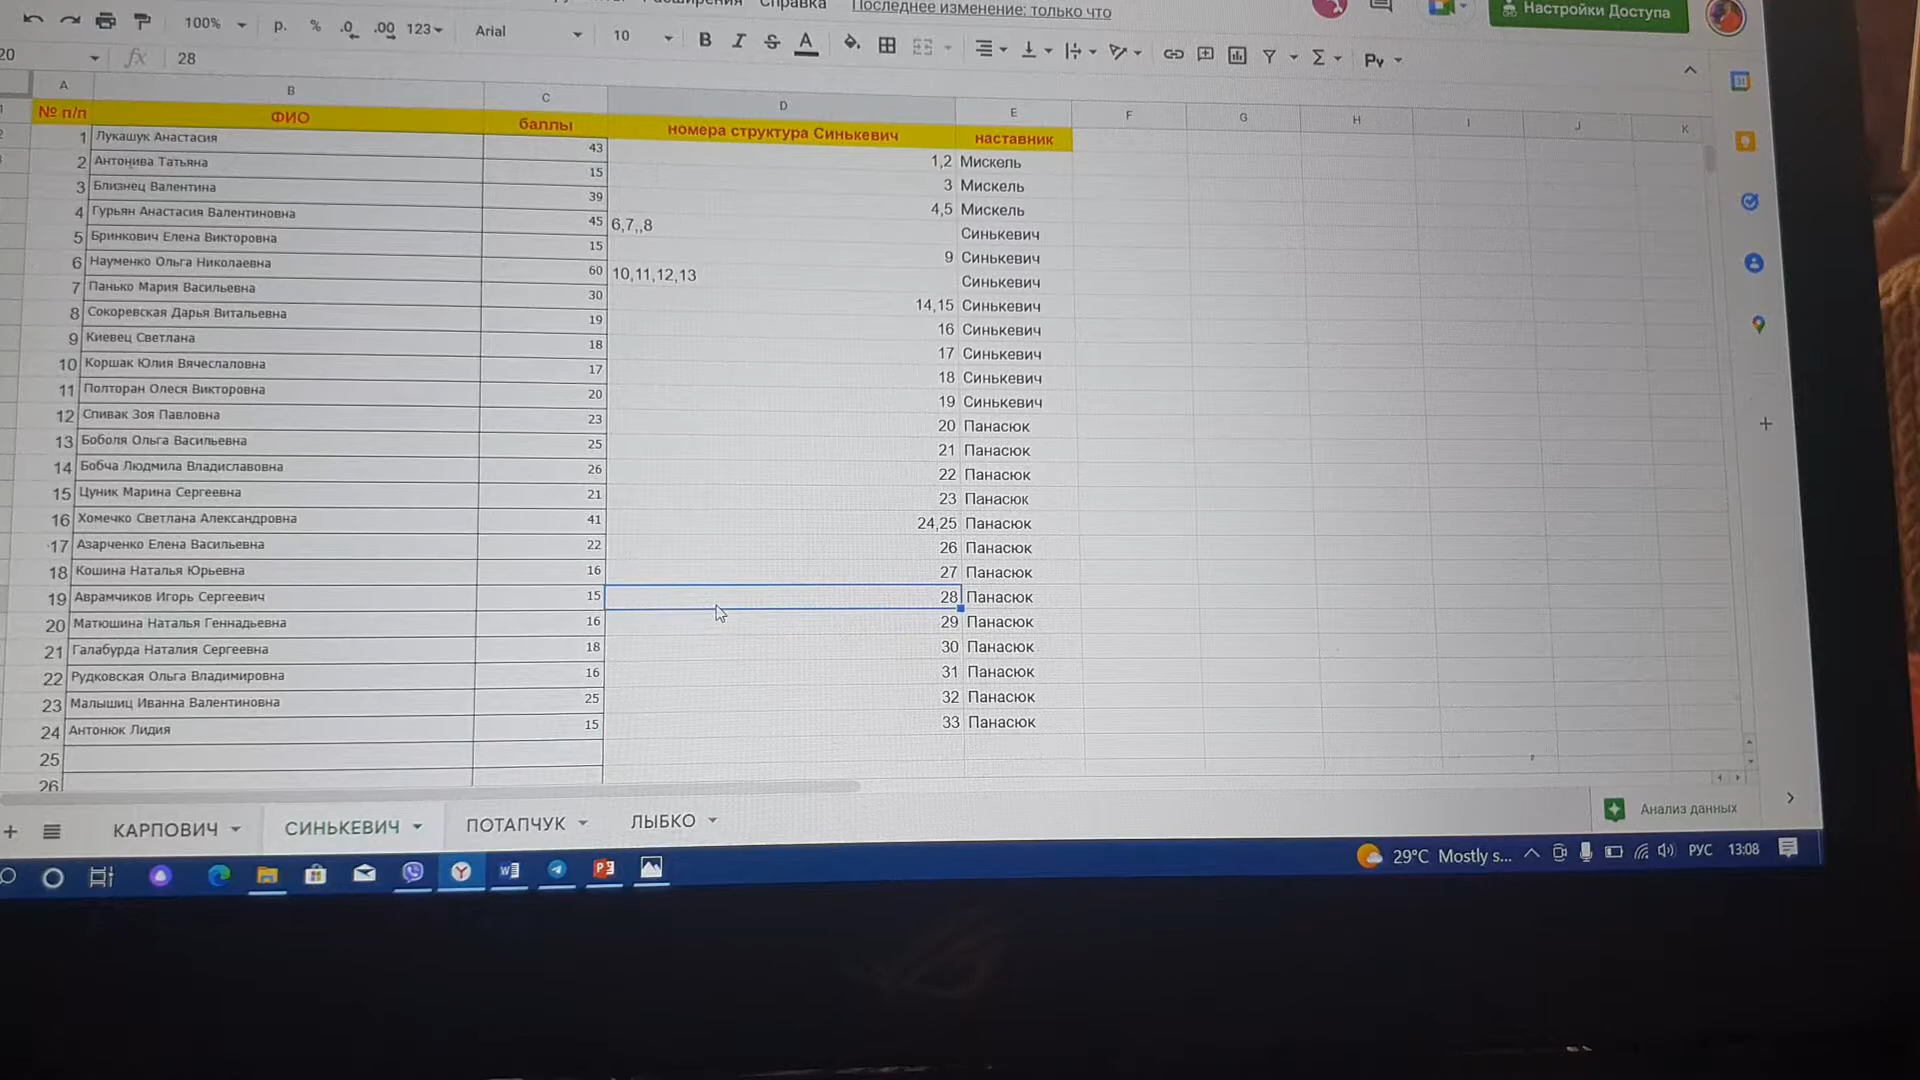 Справка
Последнее изменение: только что
Настройки Доступа
100%
р.
%
.0
.00
123
Arial
10
B
I
S
A
Σ
Ру
20
fx
28
A
B
C
D
E
F
G
H
I
J
K
№ п/п
ФИО
баллы
номера структура Синькевич
наставник
1 Лукашук Анастасия 43 1,2 Мискель
2 Антонива Татьяна 15 3 Мискель
3 Близнец Валентина 39 4,5 Мискель
4 Гурьян Анастасия Валентиновна 45 6,7,,8 Синькевич
5 Бринкович Елена Викторовна 15 9 Синькевич
6 Науменко Ольга Николаевна 60 10,11,12,13 Синькевич
7 Панько Мария Васильевна 30 14,15 Синькевич
8 Сокоревская Дарья Витальевна 19 16 Синькевич
9 Киевец Светлана 18 17 Синькевич
10 Коршак Юлия Вячеслаловна 17 18 Синькевич
11 Полторан Олеся Викторовна 20 19 Синькевич
12 Спивак Зоя Павловна 23 20 Панасюк
13 Боболя Ольга Васильевна 25 21 Панасюк
14 Бобча Людмила Владиславовна 26 22 Панасюк
15 Цуник Марина Сергеевна 21 23 Панасюк
16 Хомечко Светлана Александровна 41 24,25 Панасюк
17 Азарченко Елена Васильевна 22 26 Панасюк
18 Кошина Наталья Юрьевна 16 27 Панасюк
19 Аврамчиков Игорь Сергеевич 15 28 Панасюк
20 Матюшина Наталья Геннадьевна 16 29 Панасюк
21 Галабурда Наталия Сергеевна 18 30 Панасюк
22 Рудковская Ольга Владимировна 16 31 Панасюк
23 Малышиц Иванна Валентиновна 25 32 Панасюк
24 Антонюк Лидия 15 33 Панасюк
25
26
КАРПОВИЧ
СИНЬКЕВИЧ
ПОТАПЧУК
ЛЫБКО
Анализ данных
29°C Mostly s...
РУС
13:08